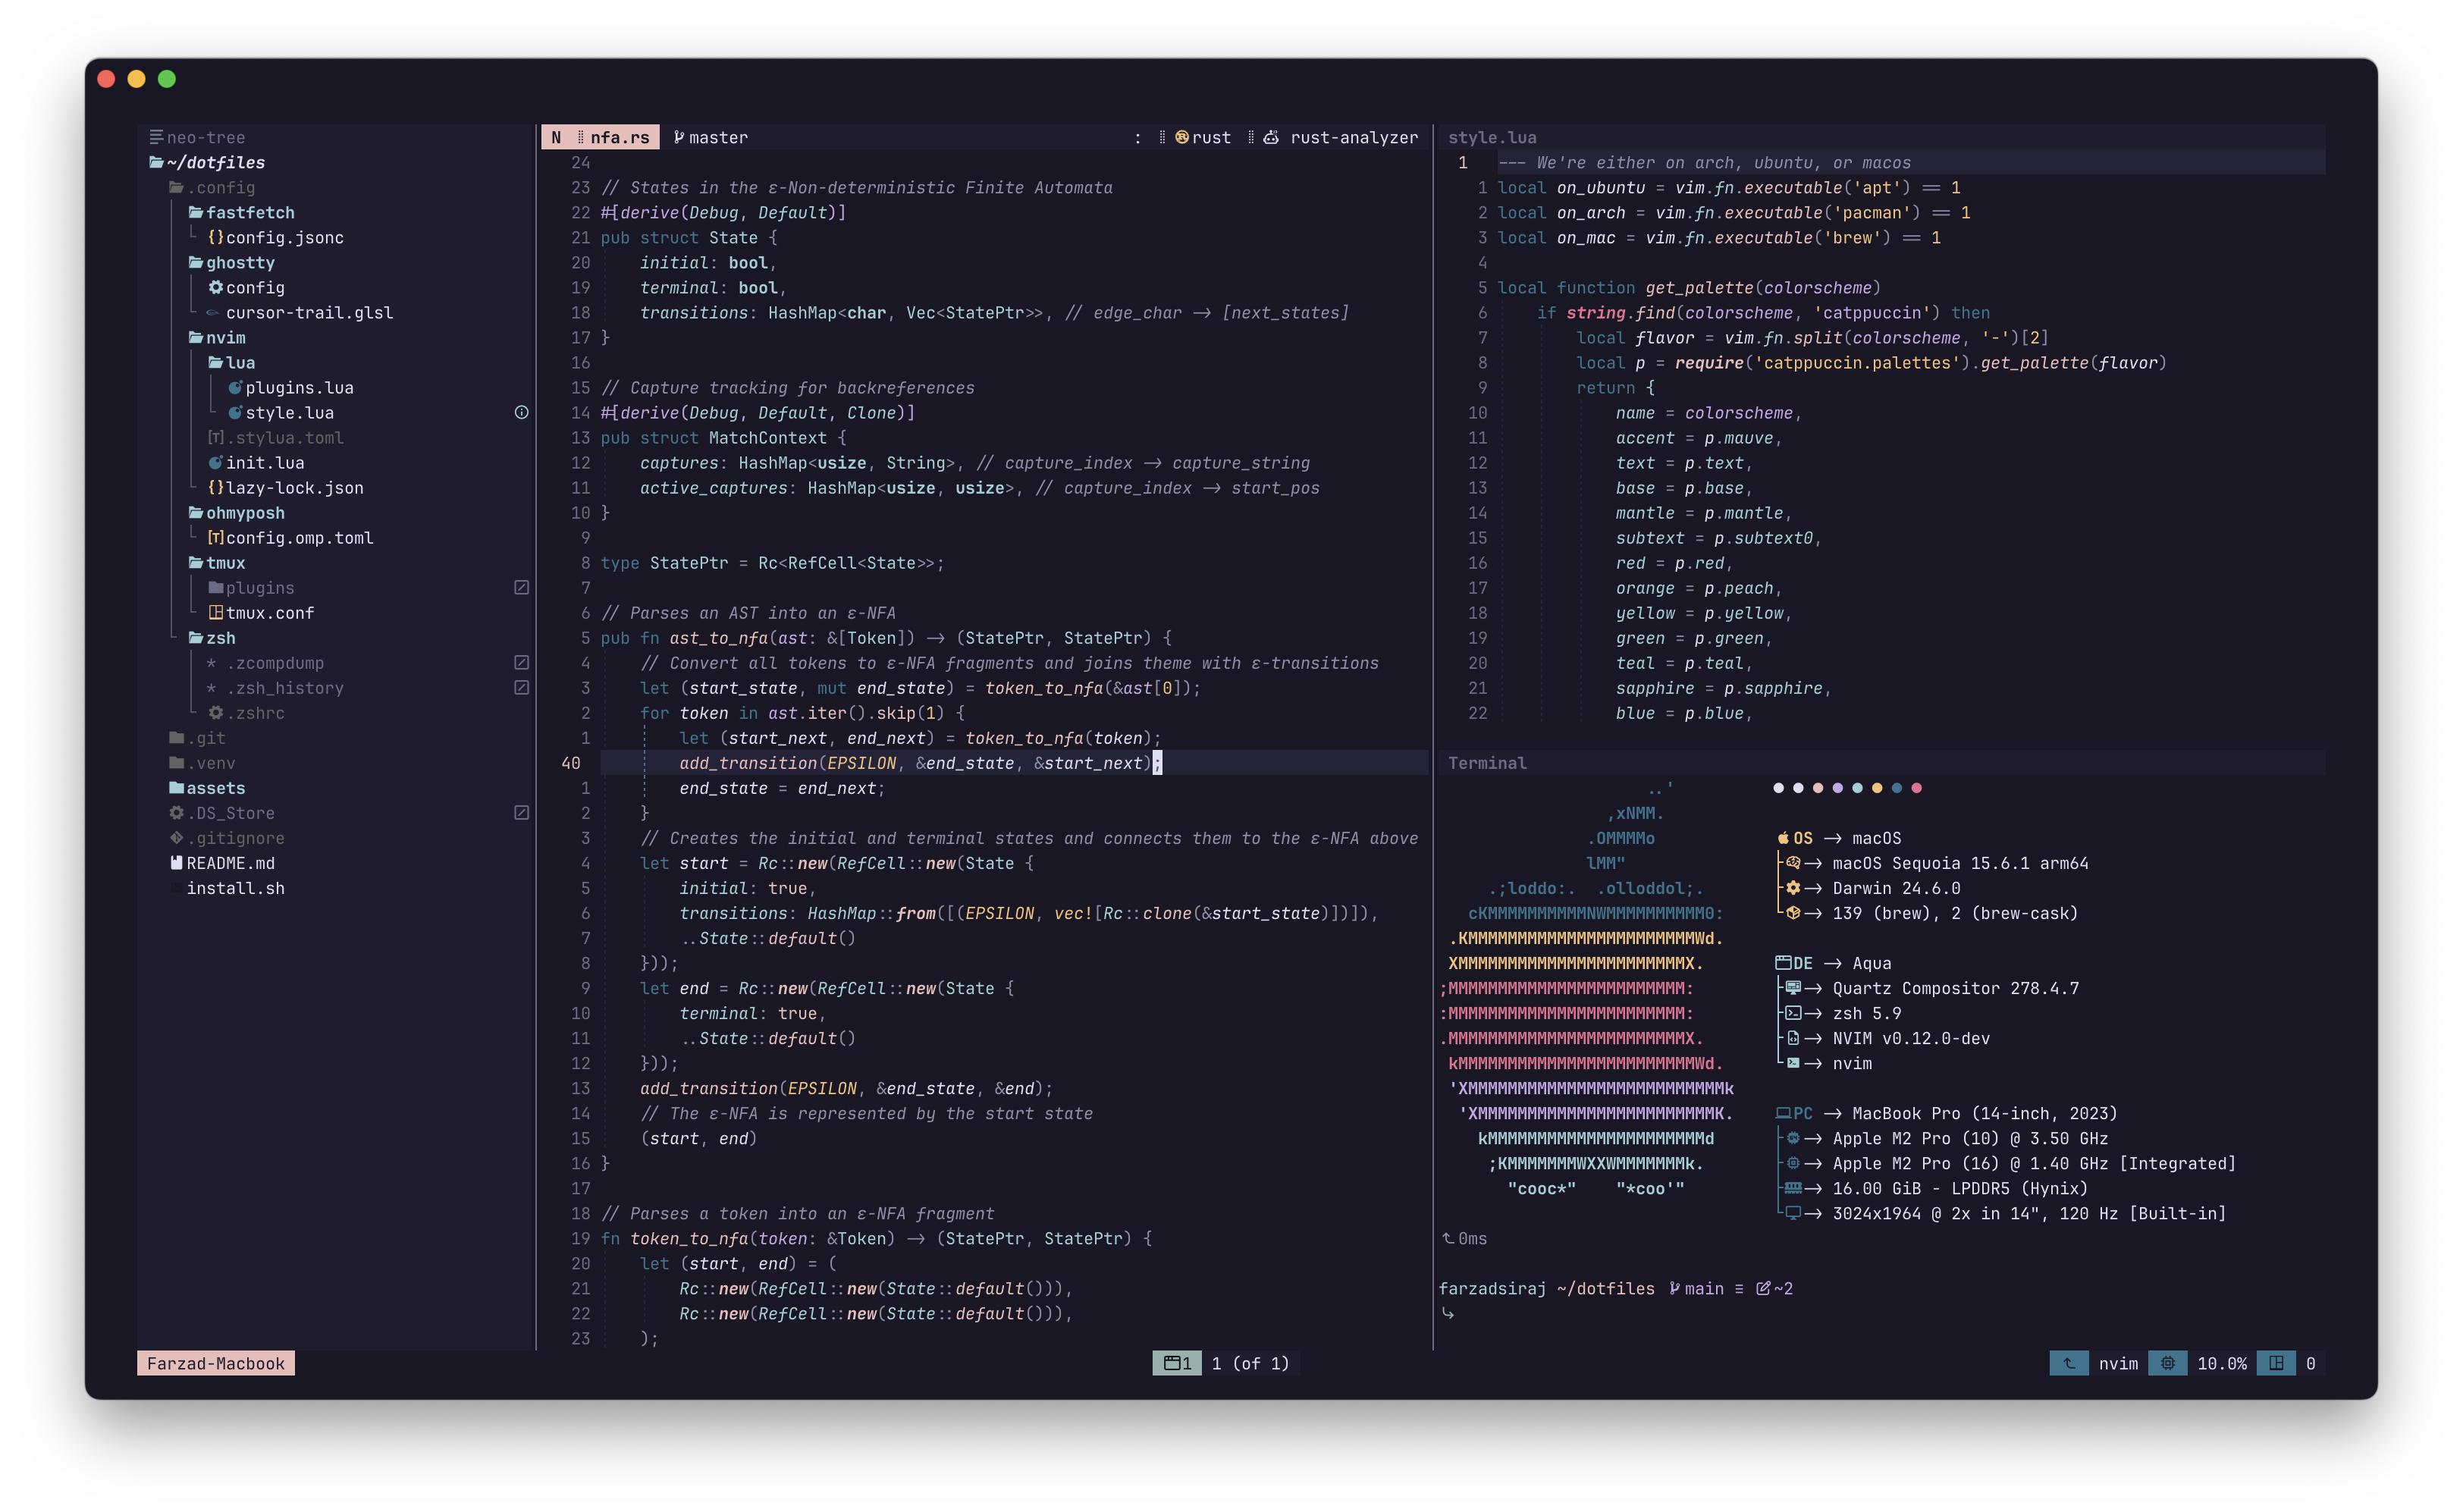 neo-tree
~/dotfiles
.config
fastfetch
{}config.jsonc
ghostty
config
cursor-trail.glsl
nvim
lua
plugins.lua
style.lua
[T].stylua.toml
init.lua
{}lazy-lock.json
ohmyposh
[T]config.omp.toml
tmux
plugins
tmux.conf
zsh
* .zcompdump
* .zsh_history
.zshrc
.git
.venv
assets
.DS_Store
.gitignore
README.md
install.sh
N nfa.rs master : rust rust-analyzer
24
23 // States in the ε-Non-deterministic Finite Automata
22 #[derive(Debug, Default)]
21 pub struct State {
20 initial: bool,
19 terminal: bool,
18 transitions: HashMap<char, Vec<StatePtr>>, // edge_char -> [next_states]
17 }
16
15 // Capture tracking for backreferences
14 #[derive(Debug, Default, Clone)]
13 pub struct MatchContext {
12 captures: HashMap<usize, String>, // capture_index -> capture_string
11 active_captures: HashMap<usize, usize>, // capture_index -> start_pos
10 }
9
8 type StatePtr = Rc<RefCell<State>>;
7
6 // Parses an AST into an ε-NFA
5 pub fn ast_to_nfa(ast: &[Token]) -> (StatePtr, StatePtr) {
4 // Convert all tokens to ε-NFA fragments and joins theme with ε-transitions
3 let (start_state, mut end_state) = token_to_nfa(&ast[0]);
2 for token in ast.iter().skip(1) {
1 let (start_next, end_next) = token_to_nfa(token);
40 add_transition(EPSILON, &end_state, &start_next);
1 end_state = end_next;
2 }
3 // Creates the initial and terminal states and connects them to the ε-NFA above
4 let start = Rc::new(RefCell::new(State {
5 initial: true,
6 transitions: HashMap::from([(EPSILON, vec![Rc::clone(&start_state)])]),
7 ..State::default()
8 }));
9 let end = Rc::new(RefCell::new(State {
10 terminal: true,
11 ..State::default()
12 }));
13 add_transition(EPSILON, &end_state, &end);
14 // The ε-NFA is represented by the start state
15 (start, end)
16 }
17
18 // Parses a token into an ε-NFA fragment
19 fn token_to_nfa(token: &Token) -> (StatePtr, StatePtr) {
20 let (start, end) = (
21 Rc::new(RefCell::new(State::default())),
22 Rc::new(RefCell::new(State::default())),
23 );
style.lua
1 --- We're either on arch, ubuntu, or macos
1 local on_ubuntu = vim.fn.executable('apt') == 1
2 local on_arch = vim.fn.executable('pacman') == 1
3 local on_mac = vim.fn.executable('brew') == 1
4
5 local function get_palette(colorscheme)
6 if string.find(colorscheme, 'catppuccin') then
7 local flavor = vim.fn.split(colorscheme, '-')[2]
8 local p = require('catppuccin.palettes').get_palette(flavor)
9 return {
10 name = colorscheme,
11 accent = p.mauve,
12 text = p.text,
13 base = p.base,
14 mantle = p.mantle,
15 subtext = p.subtext0,
16 red = p.red,
17 orange = p.peach,
18 yellow = p.yellow,
19 green = p.green,
20 teal = p.teal,
21 sapphire = p.sapphire,
22 blue = p.blue,
Terminal
..'
,xNMM.
.OMMMMo
lMM"
.;loddo:. .olloddol;.
cKMMMMMMMMMMNWMMMMMMMMMM0:
.KMMMMMMMMMMMMMMMMMMMMMMMWd.
XMMMMMMMMMMMMMMMMMMMMMMMX.
;MMMMMMMMMMMMMMMMMMMMMMMM:
:MMMMMMMMMMMMMMMMMMMMMMMM:
.MMMMMMMMMMMMMMMMMMMMMMMMX.
kMMMMMMMMMMMMMMMMMMMMMMMMWd.
'XMMMMMMMMMMMMMMMMMMMMMMMMMMk
'XMMMMMMMMMMMMMMMMMMMMMMMMK.
kMMMMMMMMMMMMMMMMMMMMMMd
;KMMMMMMMWXXWMMMMMMMk.
"cooc*" "*coo'"
OS -> macOS
-> macOS Sequoia 15.6.1 arm64
-> Darwin 24.6.0
-> 139 (brew), 2 (brew-cask)
DE -> Aqua
-> Quartz Compositor 278.4.7
-> zsh 5.9
-> NVIM v0.12.0-dev
-> nvim
PC -> MacBook Pro (14-inch, 2023)
-> Apple M2 Pro (10) @ 3.50 GHz
-> Apple M2 Pro (16) @ 1.40 GHz [Integrated]
-> 16.00 GiB - LPDDR5 (Hynix)
-> 3024x1964 @ 2x in 14", 120 Hz [Built-in]
0ms
farzadsiraj ~/dotfiles main ≡ ~2
Farzad-Macbook
1 1 (of 1)
nvim 10.0% 0